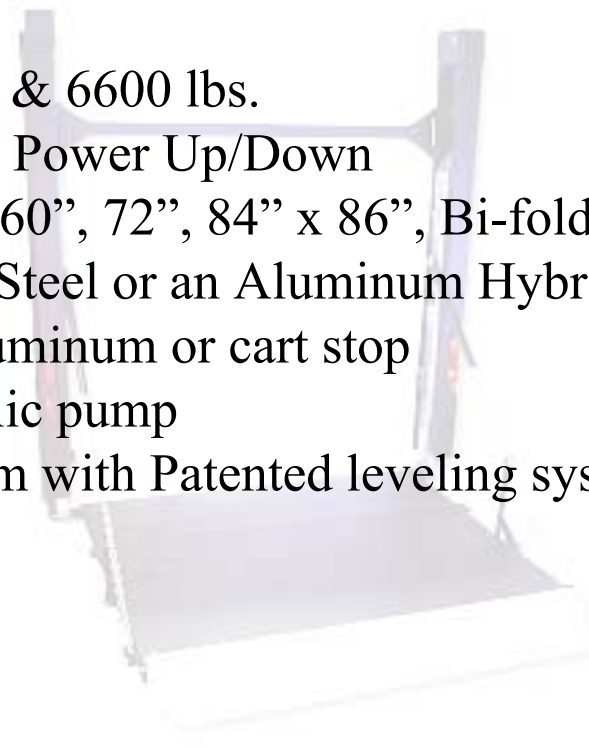 & 6600 lbs.
Power Up/Down
60”, 72”, 84” x 86”, Bi-fold
Steel or an Aluminum Hybr
uminum or cart stop
lic pump
m with Patented leveling sys